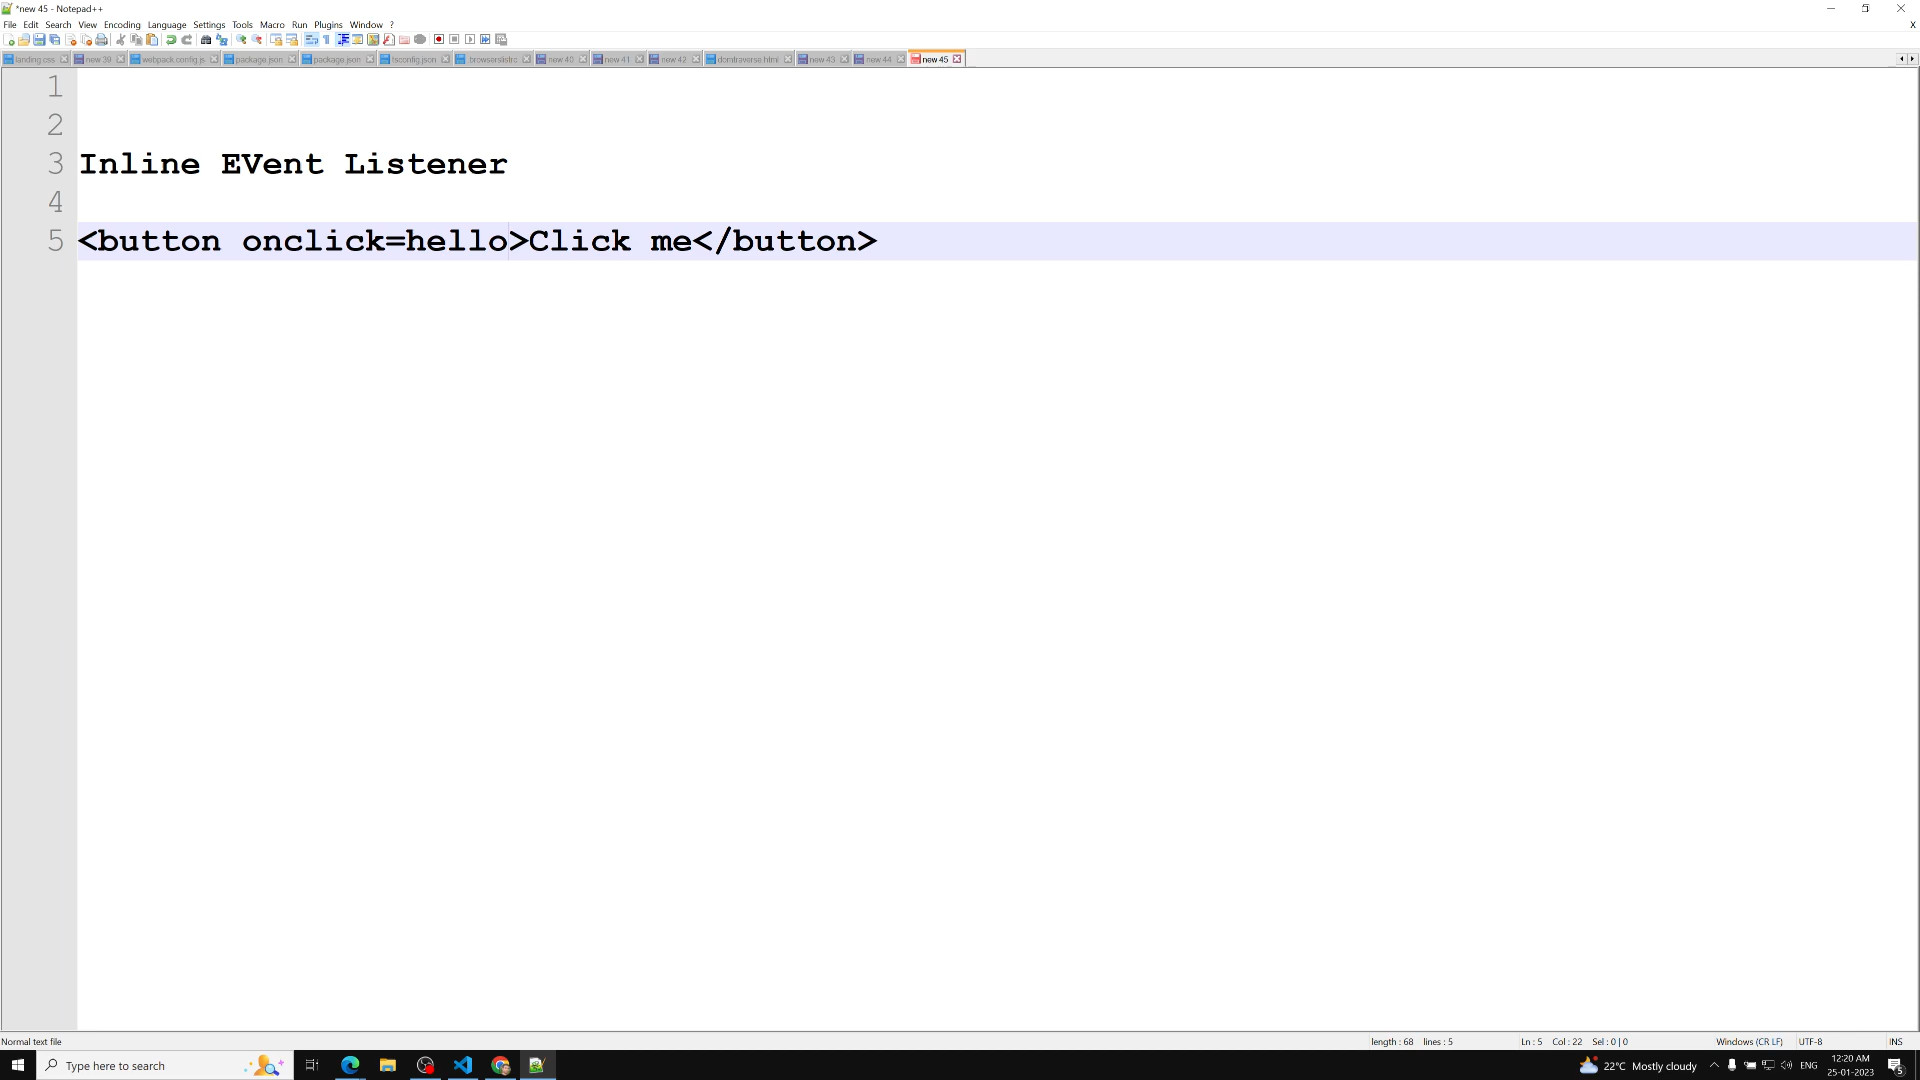 *new 45 - Notepad++
File Edit Search View Encoding Language Settings Tools Macro Run Plugins Window ?
X
landing.css new 39 webpack.config.js package.json package.json tsconfig.json .browserslistrc new 40 new 41 new 42 domtraverse.html new 43 new 44 new 45
1
2
3 Inline EVent Listener
4
5 <button onclick=hello>Click me</button>
Normal text file length : 68 lines : 5 Ln : 5 Col : 22 Sel : 0 | 0 Windows (CR LF) UTF-8 INS
Type here to search 22°C Mostly cloudy ENG 12:20 AM
25-01-2023 5